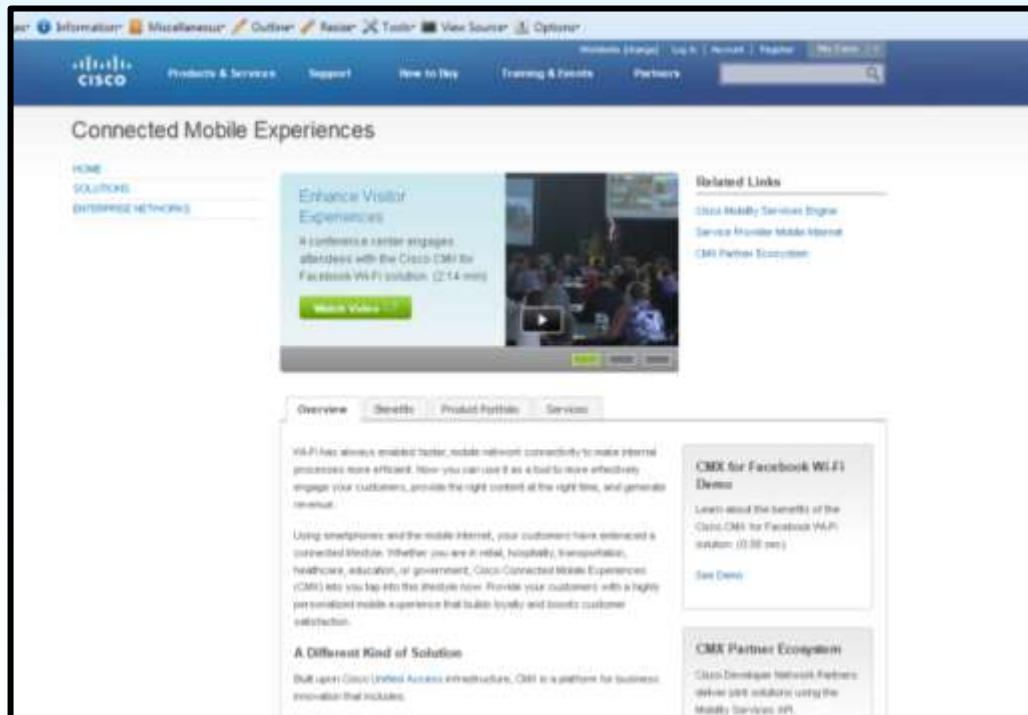 Information Miscellaneous Outline Resize Tools View Source Options
Worldwide [change] Log In | Account | Register My Cisco
CISCO
Products & Services Support How to Buy Training & Events Partners
Connected Mobile Experiences
HOME
SOLUTIONS
ENTERPRISE NETWORKS
Enhance Visitor
Experiences
A conference center engages
attendees with the Cisco CMX for
Facebook Wi-Fi solution. (2:14 min)
Watch Video
Related Links
Cisco Mobility Services Engine
Service Provider Mobile Internet
CMX Partner Ecosystem
Overview Benefits Product Portfolio Services
Wi-Fi has always enabled faster, mobile network connectivity to make internal
processes more efficient. Now you can use it as a tool to more effectively
engage your customers, provide the right content at the right time, and generate
revenue.
Using smartphones and the mobile Internet, your customers have embraced a
connected lifestyle. Whether you are in retail, hospitality, transportation,
healthcare, education, or government, Cisco Connected Mobile Experiences
(CMX) lets you tap into this lifestyle now. Provide your customers with a highly
personalized mobile experience that builds loyalty and boosts customer
satisfaction.
A Different Kind of Solution
Built upon Cisco Unified Access infrastructure, CMX is a platform for business
innovation that includes:
CMX for Facebook Wi-Fi
Demo
Learn about the benefits of the
Cisco CMX for Facebook Wi-Fi
solution. (0:38 sec)
See Demo
CMX Partner Ecosystem
Cisco Developer Network Partners
deliver joint solutions using the
Mobility Services API.